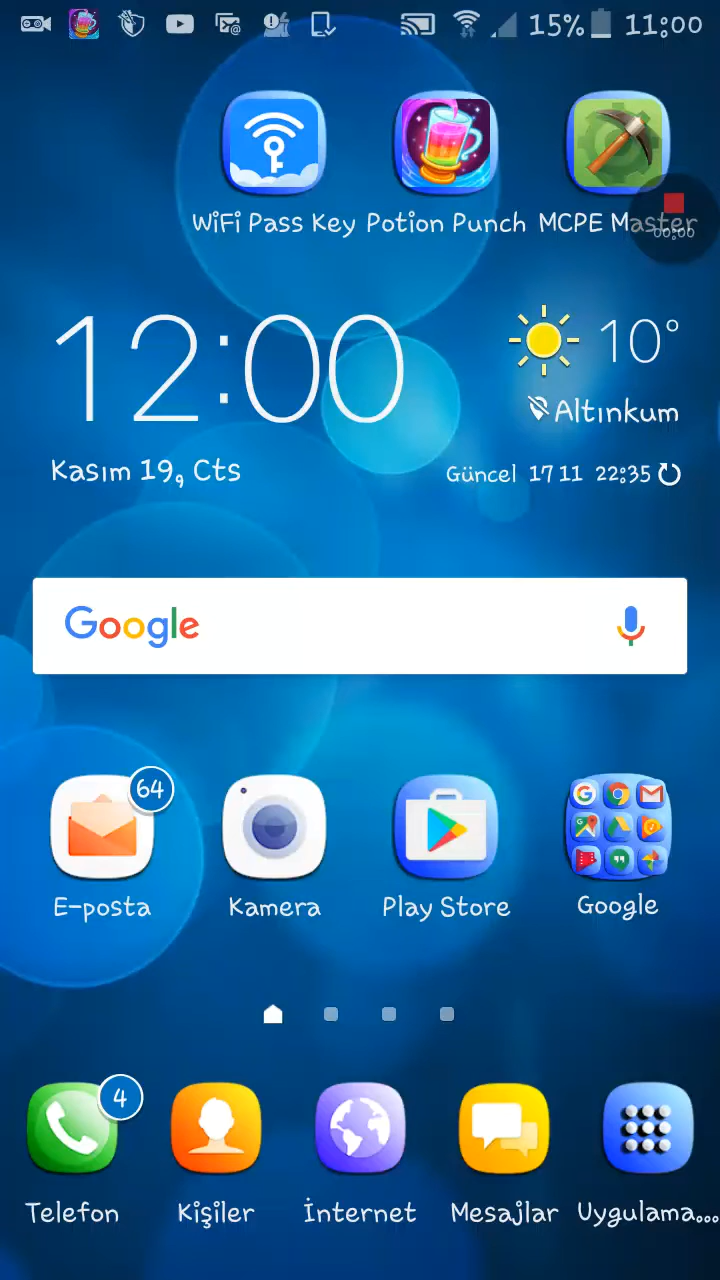 15% 11:00
WiFi Pass Key Potion Punch MCPE Master
00:00
12:00
10°
Altınkum
Kasım 19, Cts
Güncel 17 11 22:35
Google
64
E-posta Kamera Play Store Google
4
Telefon Kişiler İnternet Mesajlar Uygulama...